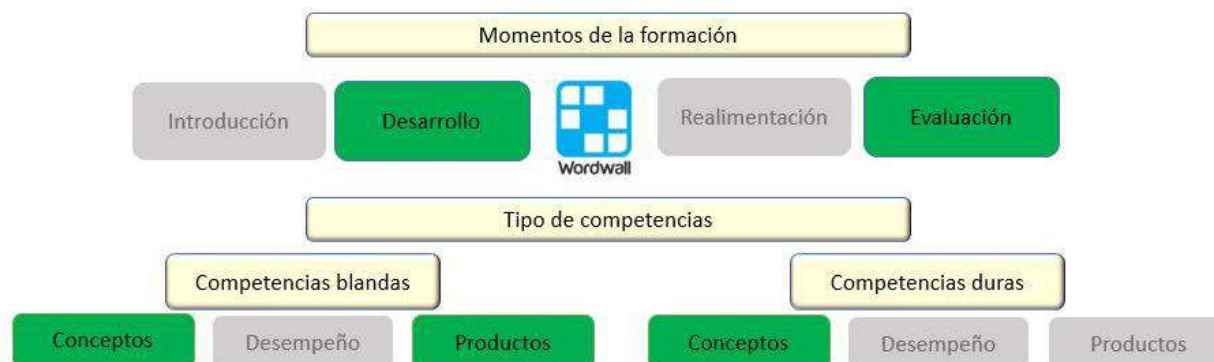 Momentos de la formación
Introducción
Desarrollo
Wordwall
Realimentación
Evaluación
Tipo de competencias
Competencias blandas
Competencias duras
Conceptos
Desempeño
Productos
Conceptos
Desempeño
Productos